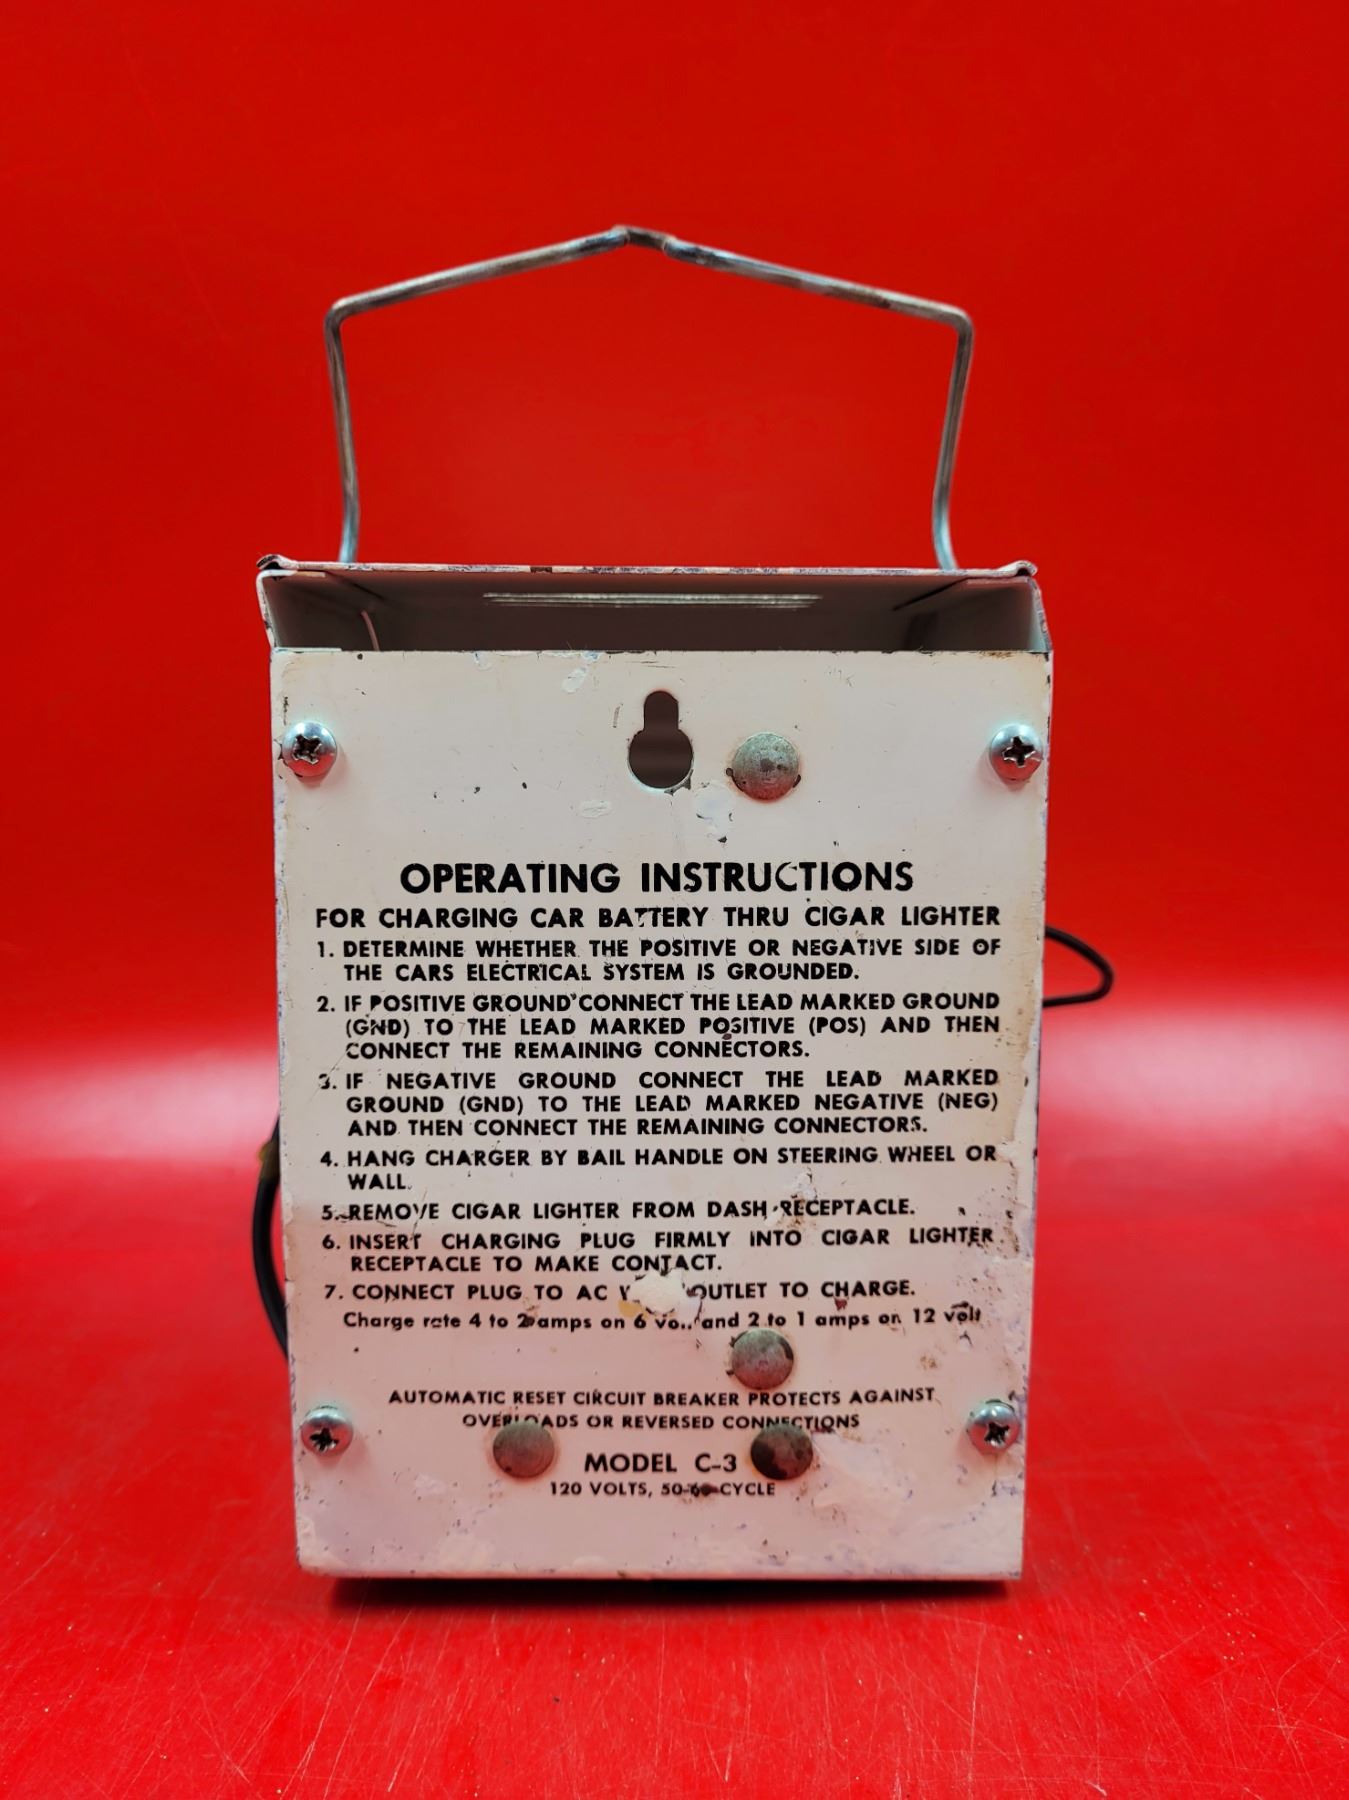 OPERATING INSTRUCTIONS
FOR CHARGING CAR BATTERY THRU CIGAR LIGHTER
1. DETERMINE WHETHER THE POSITIVE OR NEGATIVE SIDE OF
THE CARS ELECTRICAL SYSTEM IS GROUNDED.
2. IF POSITIVE GROUND CONNECT THE LEAD MARKED GROUND
(GND) TO THE LEAD MARKED POSITIVE (POS) AND THEN
CONNECT THE REMAINING CONNECTORS.
3. IF NEGATIVE GROUND CONNECT THE LEAD MARKED
GROUND (GND) TO THE LEAD MARKED NEGATIVE (NEG)
AND THEN CONNECT THE REMAINING CONNECTORS.
4. HANG CHARGER BY BAIL HANDLE ON STEERING WHEEL OR
WALL.
5. REMOVE CIGAR LIGHTER FROM DASH RECEPTACLE.
6. INSERT CHARGING PLUG FIRMLY INTO CIGAR LIGHTER
RECEPTACLE TO MAKE CONTACT.
7. CONNECT PLUG TO AC OUTLET TO CHARGE.
Charge rate 4 to 2 amps on 6 volt and 2 to 1 amps on 12 volt
AUTOMATIC RESET CIRCUIT BREAKER PROTECTS AGAINST
OVERLOADS OR REVERSED CONNECTIONS
MODEL C-3
120 VOLTS, 50-60 CYCLE